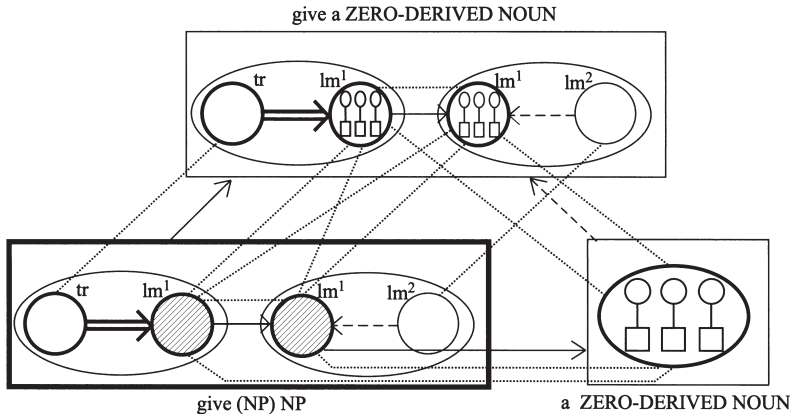 give a ZERO-DERIVED NOUN
tr lm¹ lm¹ lm²
tr lm¹ lm¹ lm²
give (NP) NP
a ZERO-DERIVED NOUN